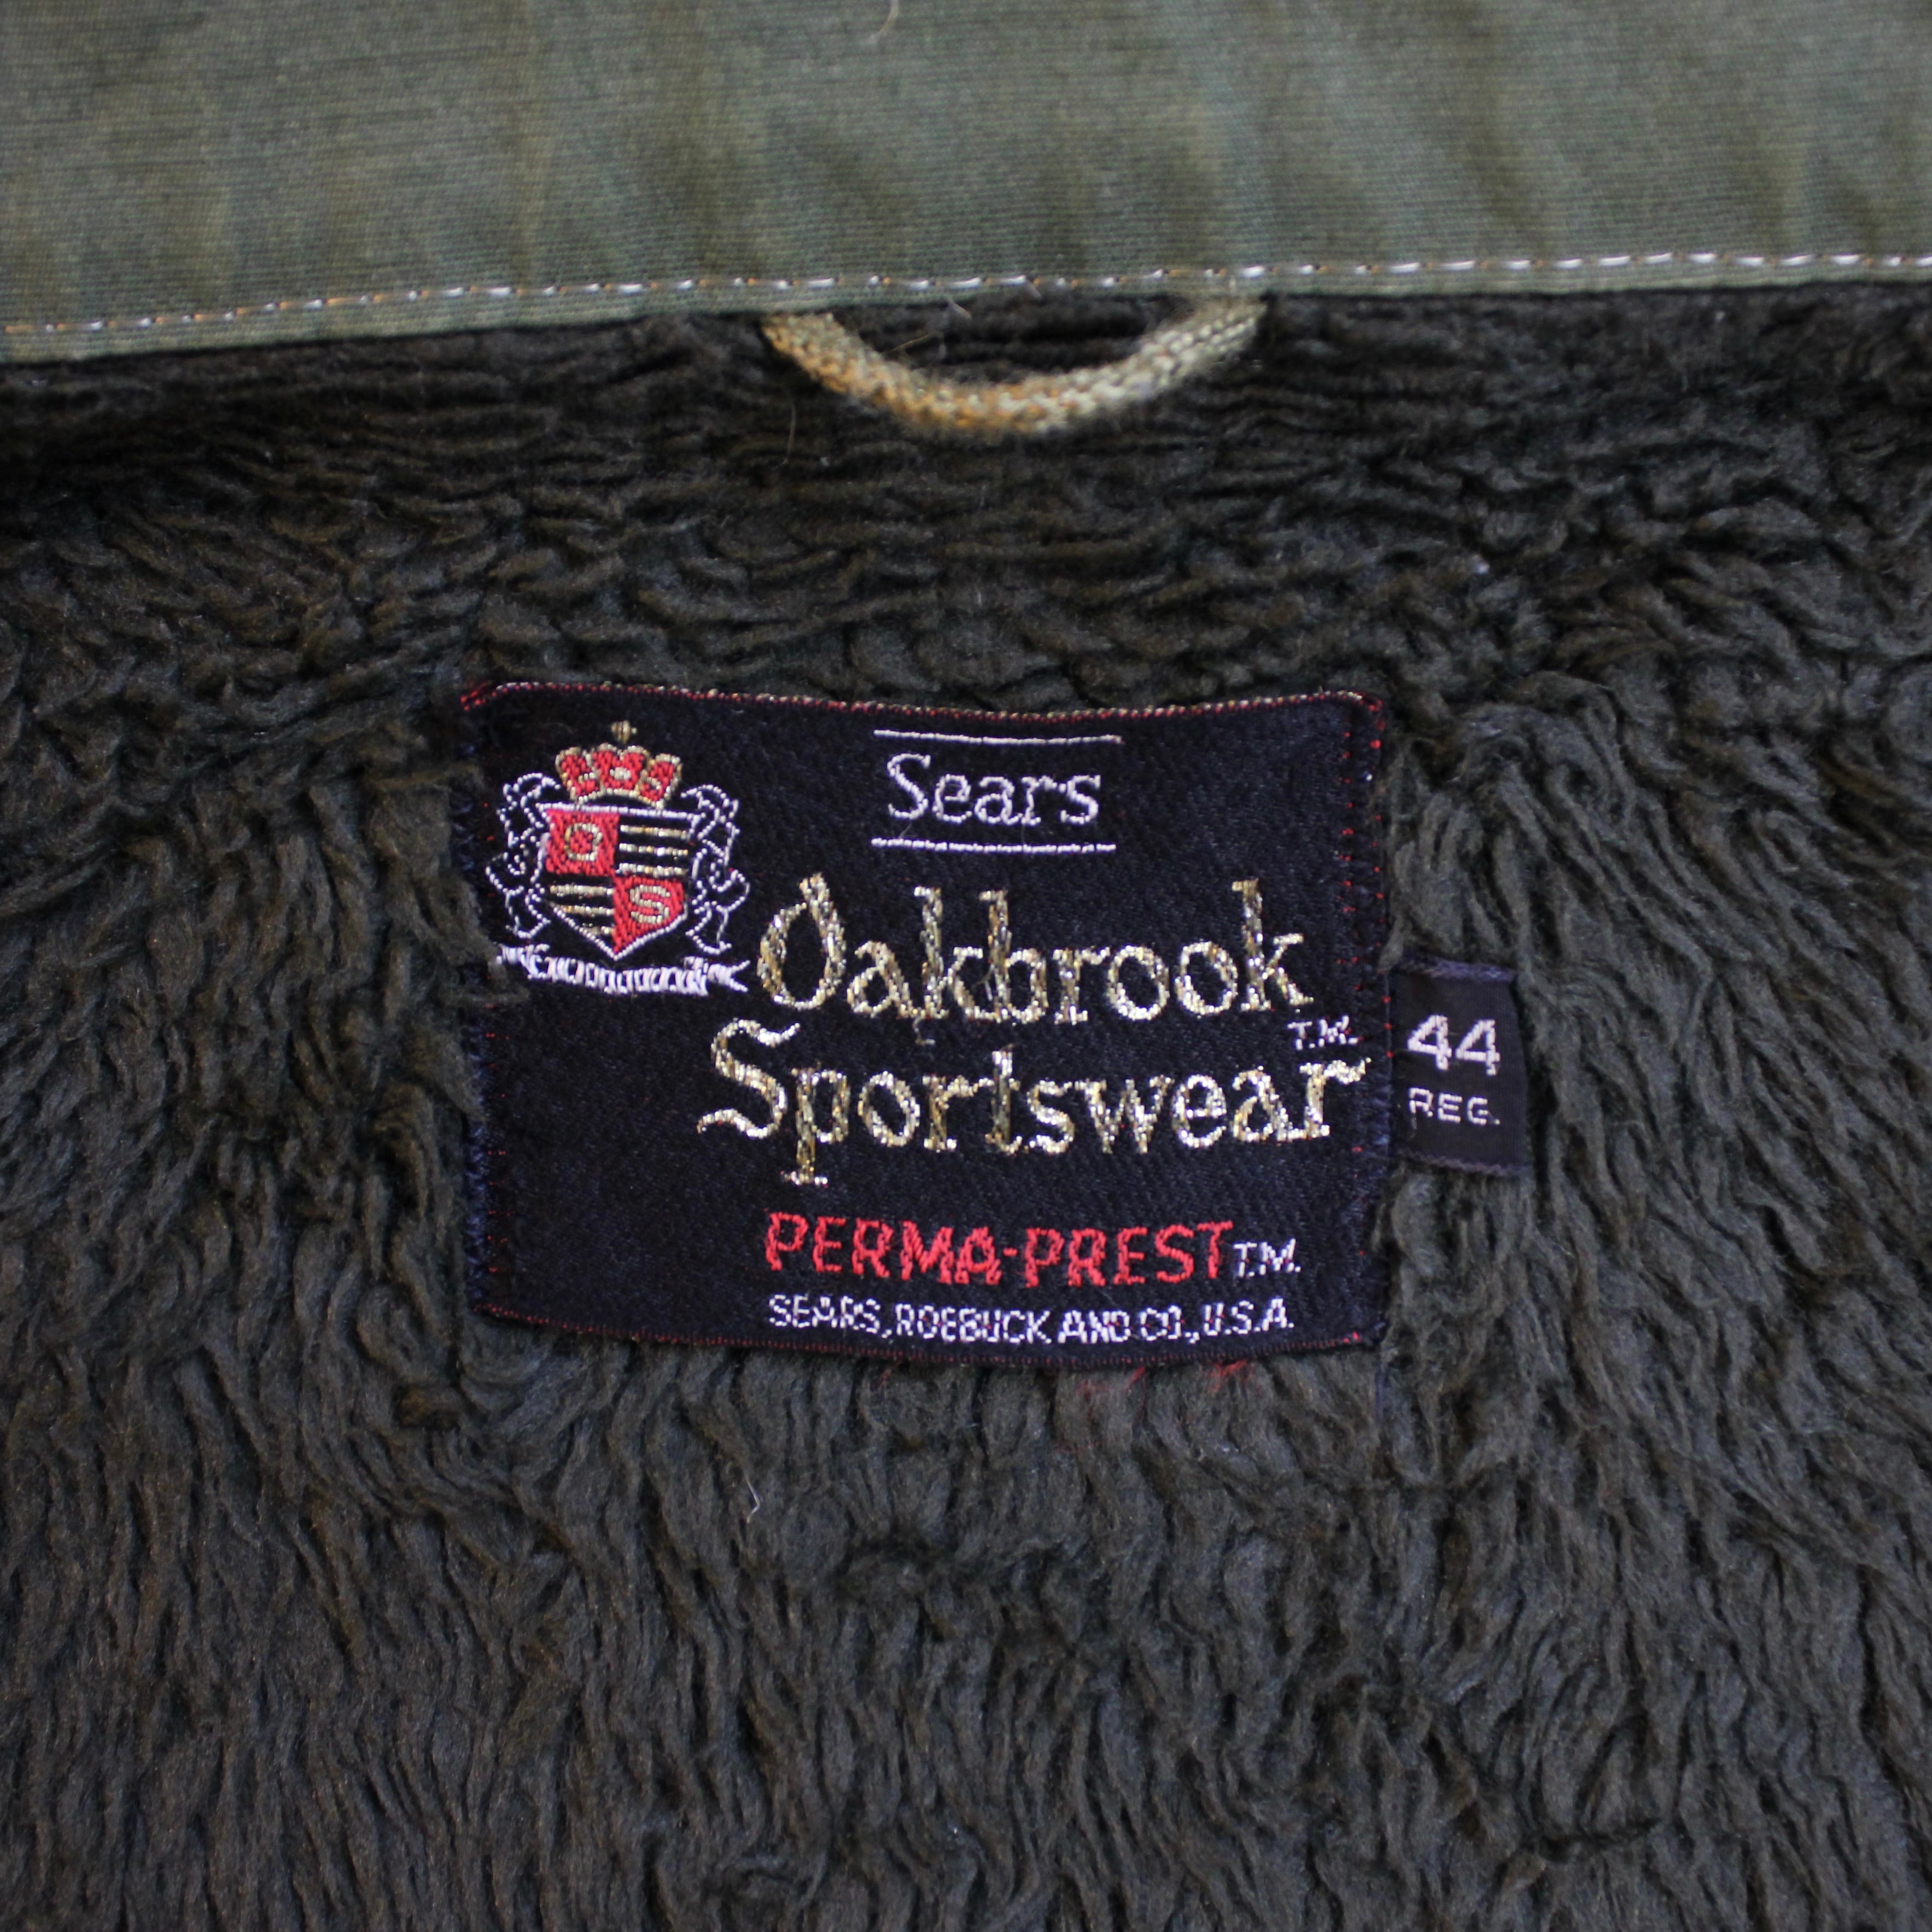 Sears
O
S
Oakbrook
T.M.
Sportswear
44
REG.
PERMA-PREST T.M.
SEARS, ROEBUCK AND CO., U.S.A.